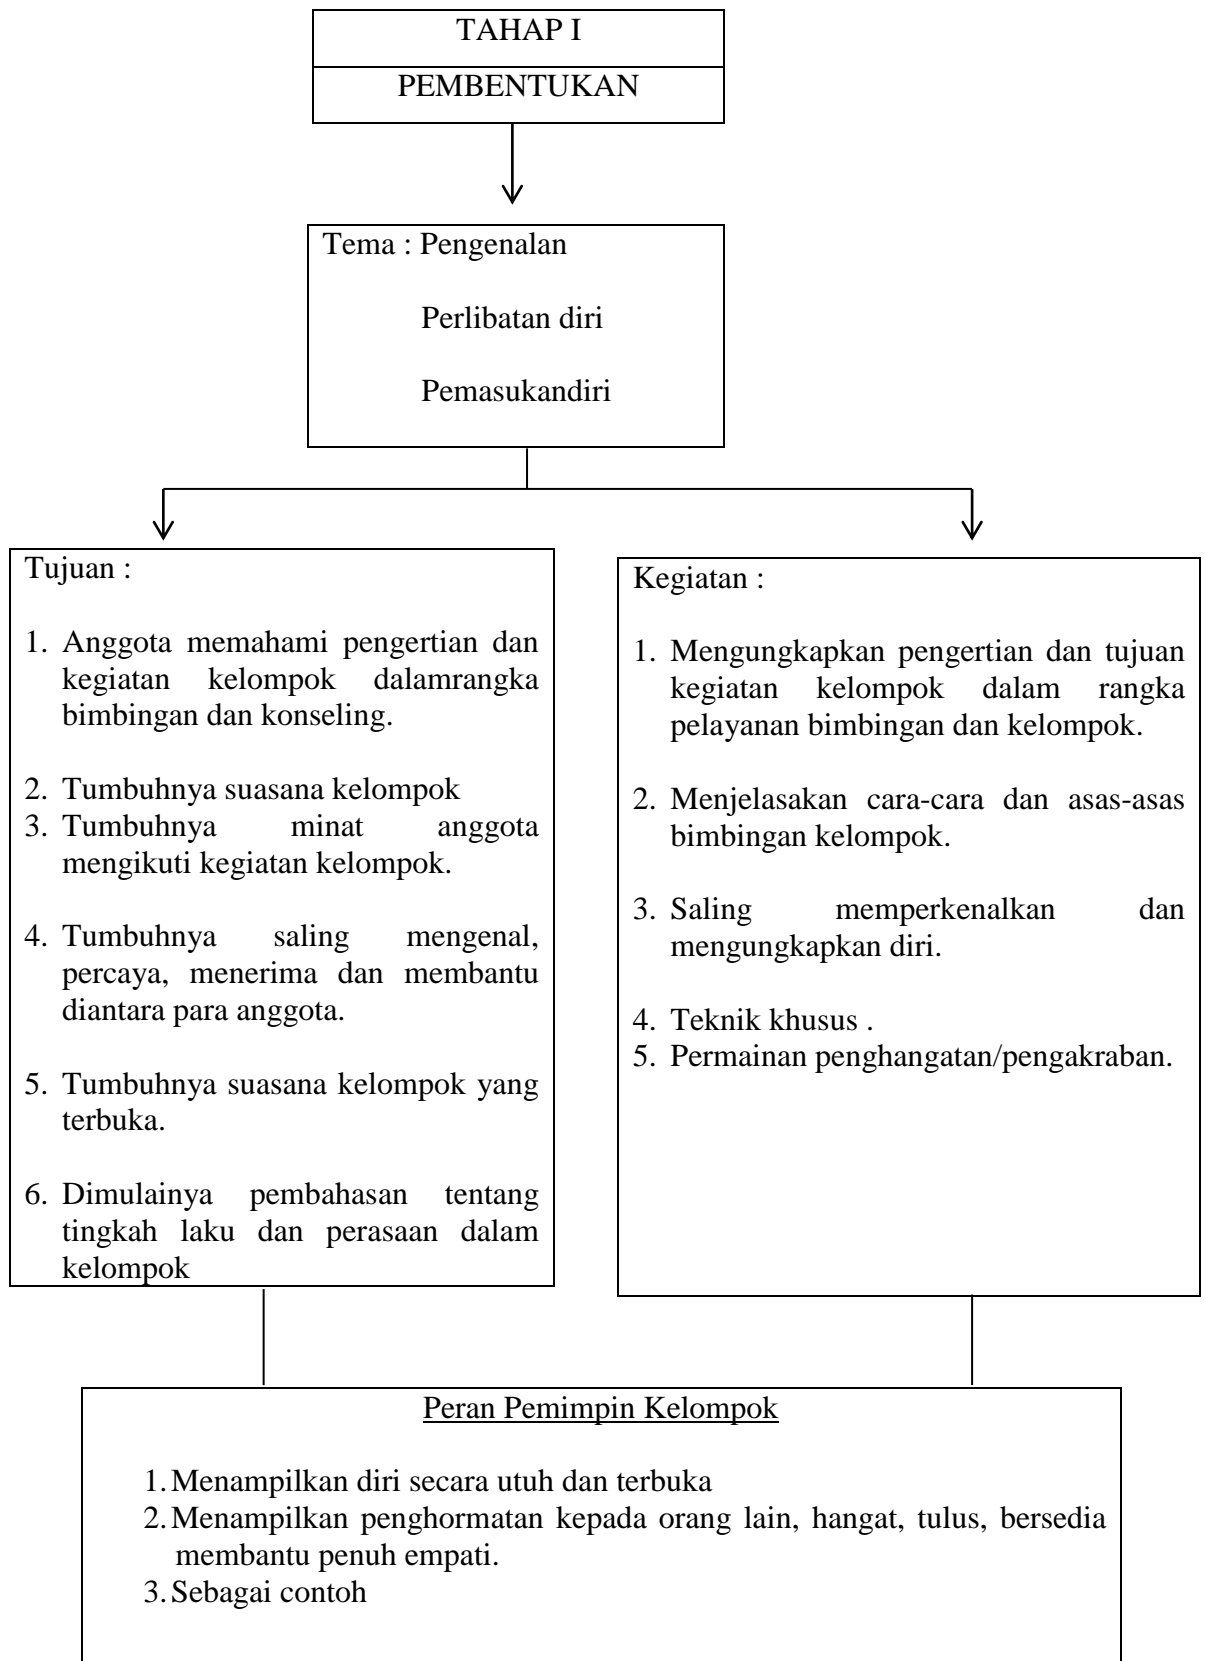 TAHAP I
PEMBENTUKAN
Tema : Pengenalan
Perlibatan diri
Pemasukandiri
Tujuan :
1. Anggota memahami pengertian dan
kegiatan kelompok dalamrangka
bimbingan dan konseling.
2. Tumbuhnya suasana kelompok
3. Tumbuhnya minat anggota
mengikuti kegiatan kelompok.
4. Tumbuhnya saling mengenal,
percaya, menerima dan membantu
diantara para anggota.
5. Tumbuhnya suasana kelompok yang
terbuka.
6. Dimulainya pembahasan tentang
tingkah laku dan perasaan dalam
kelompok
Kegiatan :
1. Mengungkapkan pengertian dan tujuan
kegiatan kelompok dalam rangka
pelayanan bimbingan dan kelompok.
2. Menjelasakan cara-cara dan asas-asas
bimbingan kelompok.
3. Saling memperkenalkan dan
mengungkapkan diri.
4. Teknik khusus .
5. Permainan penghangatan/pengakraban.
Peran Pemimpin Kelompok
1. Menampilkan diri secara utuh dan terbuka
2. Menampilkan penghormatan kepada orang lain, hangat, tulus, bersedia
membantu penuh empati.
3. Sebagai contoh